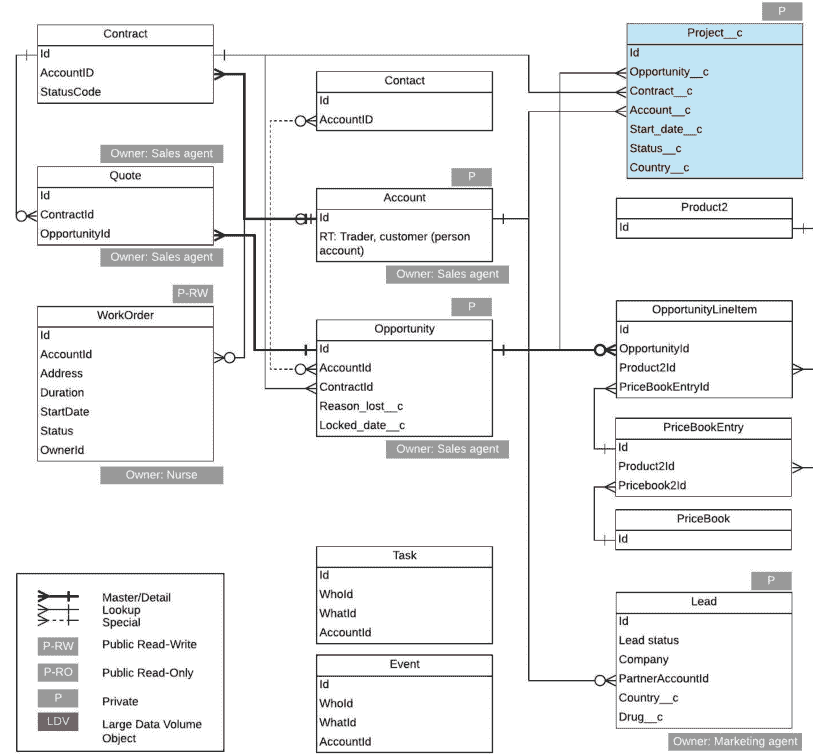 Contract
Id
AccountID
StatusCode
Owner: Sales agent
Quote
Id
ContractId
OpportunityId
Owner: Sales agent
P-RW
WorkOrder
Id
AccountId
Address
Duration
StartDate
Status
OwnerId
Owner: Nurse
Contact
Id
AccountID
P
Account
Id
RT: Trader, customer (person
account)
Owner: Sales agent
P
Opportunity
Id
AccountId
ContractId
Reason_lost__c
Locked_date__c
Owner: Sales agent
Task
Id
WhoId
WhatId
AccountId
Event
Id
WhoId
WhatId
AccountId
P
Project__c
Id
Opportunity__c
Contract__c
Account__c
Start_date__c
Status__c
Country__c
Product2
Id
OpportunityLineItem
Id
OpportunityId
Product2Id
PriceBookEntryId
PriceBookEntry
Id
Product2Id
Pricebook2Id
PriceBook
Id
P
Lead
Id
Lead status
Company
PartnerAccountId
Country__c
Drug__c
Owner: Marketing agent
Master/Detail
Lookup
Special
P-RW Public Read-Write
P-RO Public Read-Only
P Private
LDV Large Data Volume
Object